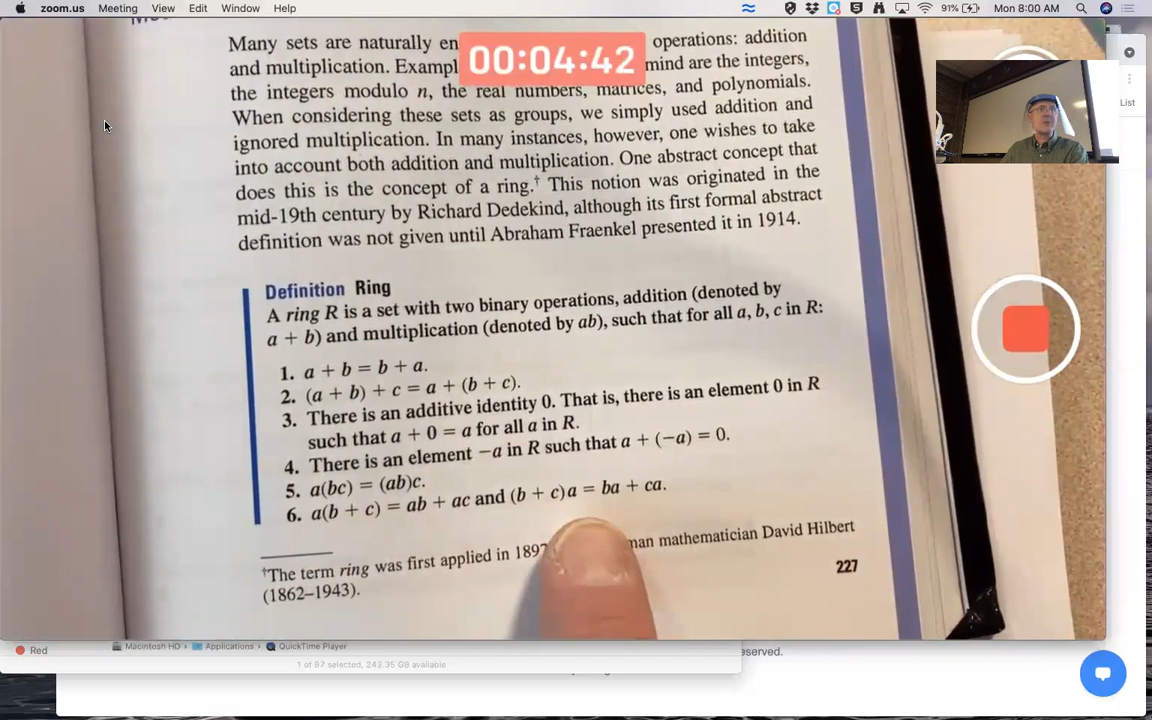 zoom.us Meeting View Edit Window Help
91% Mon 8:00 AM
List
00:04:42
Many sets are naturally en operations: addition
and multiplication. Exampl mind are the integers,
the integers modulo n, the real numbers, matrices, and polynomials.
When considering these sets as groups, we simply used addition and
ignored multiplication. In many instances, however, one wishes to take
into account both addition and multiplication. One abstract concept that
does this is the concept of a ring.† This notion was originated in the
mid-19th century by Richard Dedekind, although its first formal abstract
definition was not given until Abraham Fraenkel presented it in 1914.
Definition Ring
A ring R is a set with two binary operations, addition (denoted by
a + b) and multiplication (denoted by ab), such that for all a, b, c in R:
1. a + b = b + a.
2. (a + b) + c = a + (b + c).
3. There is an additive identity 0. That is, there is an element 0 in R
such that a + 0 = a for all a in R.
4. There is an element −a in R such that a + (−a) = 0.
5. a(bc) = (ab)c.
6. a(b + c) = ab + ac and (b + c)a = ba + ca.
†The term ring was first applied in 189 man mathematician David Hilbert
(1862–1943).
227
Red
Macintosh HD › Applications › QuickTime Player
1 of 87 selected, 243.35 GB available
eserved.